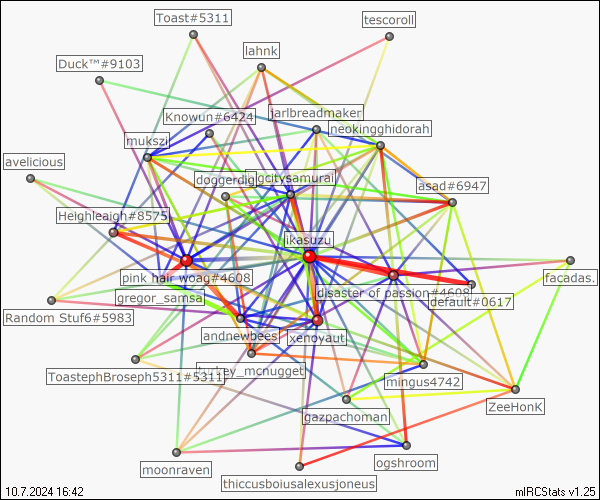 Toast#5311
tescoroll
lahnk
Duck™#9103
Knowun#6424
jarlbreadmaker
neokingghidorah
mukszi
avelicious
doggerdig
lgcitysamurai
asad#6947
Heighleaigh#8575
likasuzu
pink hair woag#4608
disaster of passion#4608
facadas.
gregor_samsa
default#0617
Random Stuf6#5983
andnewbees
xenoyaut
turkey_mcnugget
ToastephBroseph5311#5311
mingus4742
gazpachoman
ZeeHonK
moonraven
ogshroom
thiccusboiusalexusjoneus
10.7.2024 16:42
mIRCStats v1.25